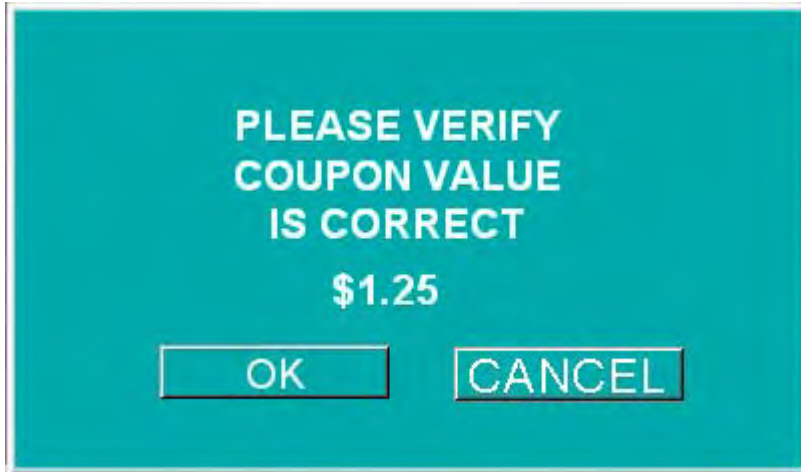 PLEASE VERIFY
COUPON VALUE
IS CORRECT
$1.25
OK CANCEL